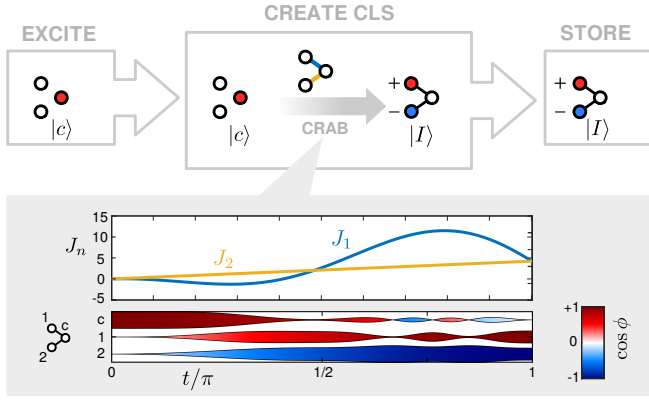 EXCITE
CREATE CLS
STORE
|c⟩
|c⟩
CRAB
+
−
|I⟩
+
−
|I⟩
J_n
15
10
5
0
-5
J_2
J_1
1
c
2
c
1
2
0
t/π
1/2
1
+1
0
-1
cos ϕ